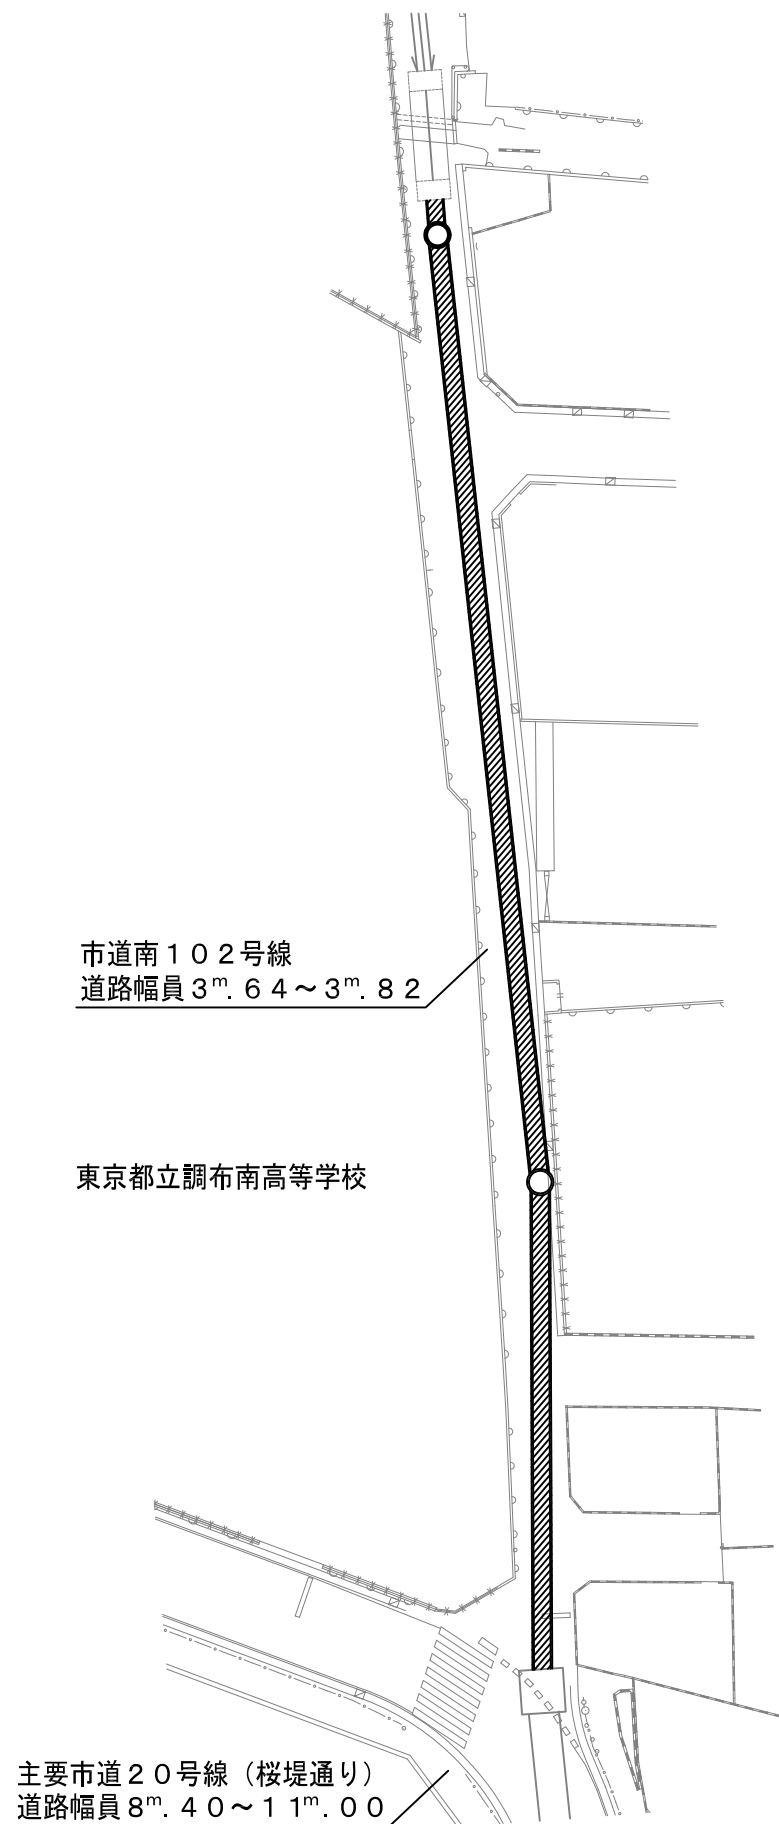 市道南１０２号線
道路幅員３ｍ．６４～３ｍ．８２
東京都立調布南高等学校
主要市道２０号線（桜堤通り）
道路幅員８ｍ．４０～１１ｍ．００